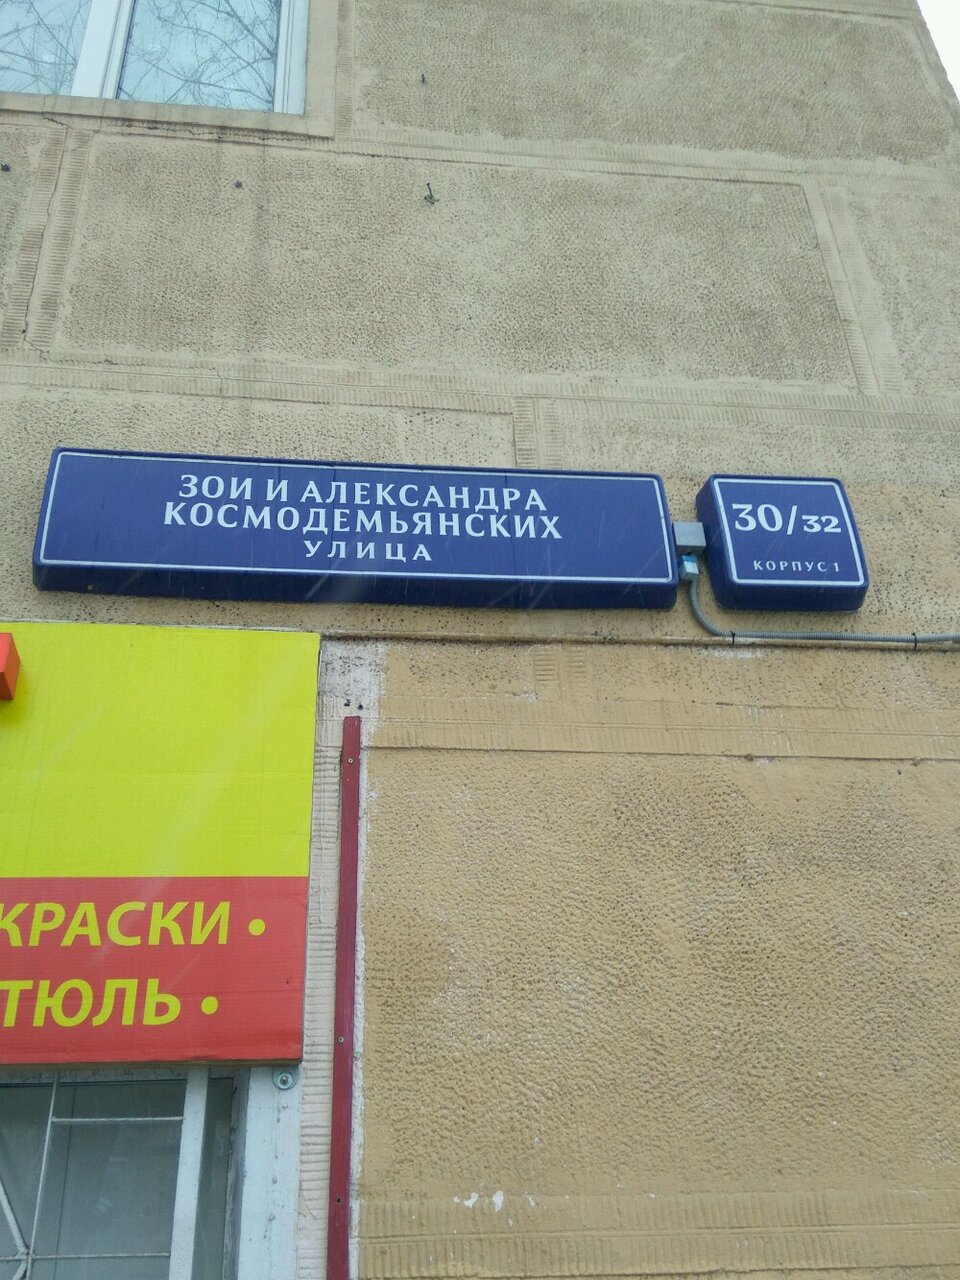 ЗОИ И АЛЕКСАНДРА
КОСМОДЕМЬЯНСКИХ
УЛИЦА
30/32
КОРПУС 1
КРАСКИ •
ТЮЛЬ •